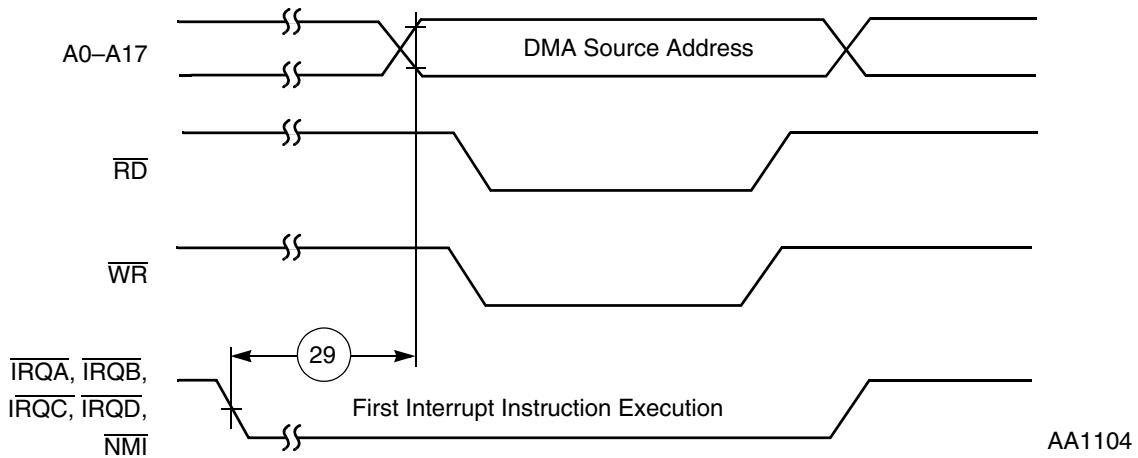 A0–A17
DMA Source Address
RD
WR
29
IRQA, IRQB,
IRQC, IRQD,
NMI
First Interrupt Instruction Execution
AA1104